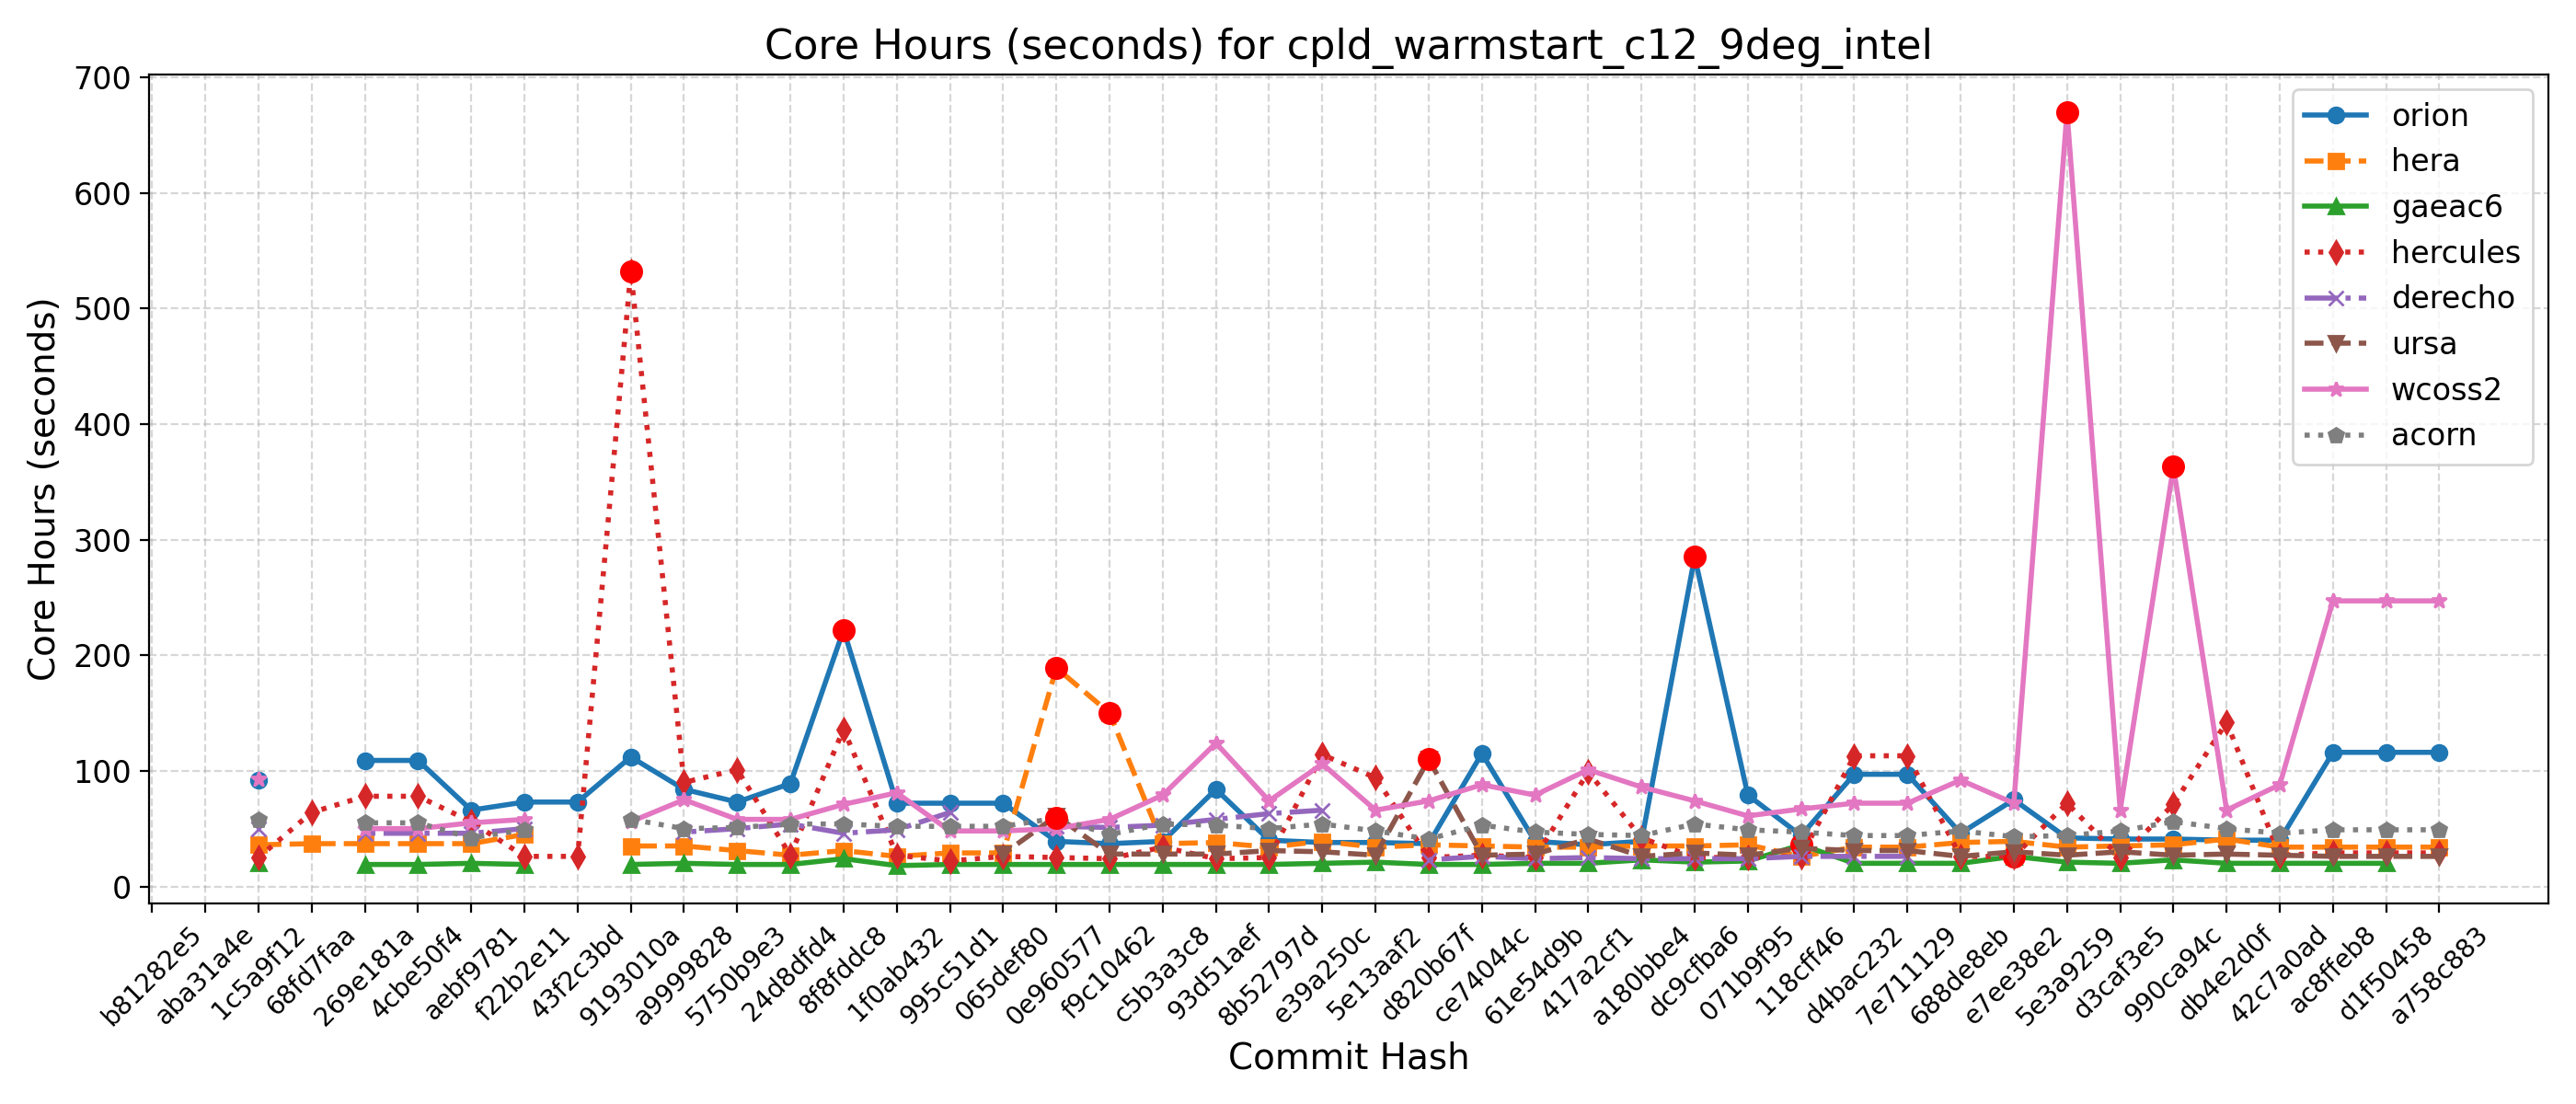 Core Hours (seconds) for cpld_warmstart_c12_9deg_intel
Core Hours (seconds)
700
600
500
400
300
200
100
0
orion
hera
gaeac6
hercules
derecho
ursa
wcoss2
acorn
b81282e5
aba31a4e
1c5a9f12
68fd7faa
269e181a
4cbe50f4
aebf9781
f22b2e11
43f2c3bd
9193010a
a9999828
5750b9e3
24d8dfd4
8f8fddc8
1f0ab432
995c51d1
065def80
0e960577
f9c10462
c5b3a3c8
93d51aef
8b52797d
e39a250c
5e13aaf2
d820b67f
ce74044c
61e54d9b
417a2cf1
a180bbe4
dc9cfba6
071b9f95
118cff46
d4bac232
7e711129
688de8eb
e7ee38e2
5e3a9259
d3caf3e5
990ca94c
db4e2d0f
42c7a0ad
ac8ffeb8
d1f50458
a758c883
Commit Hash